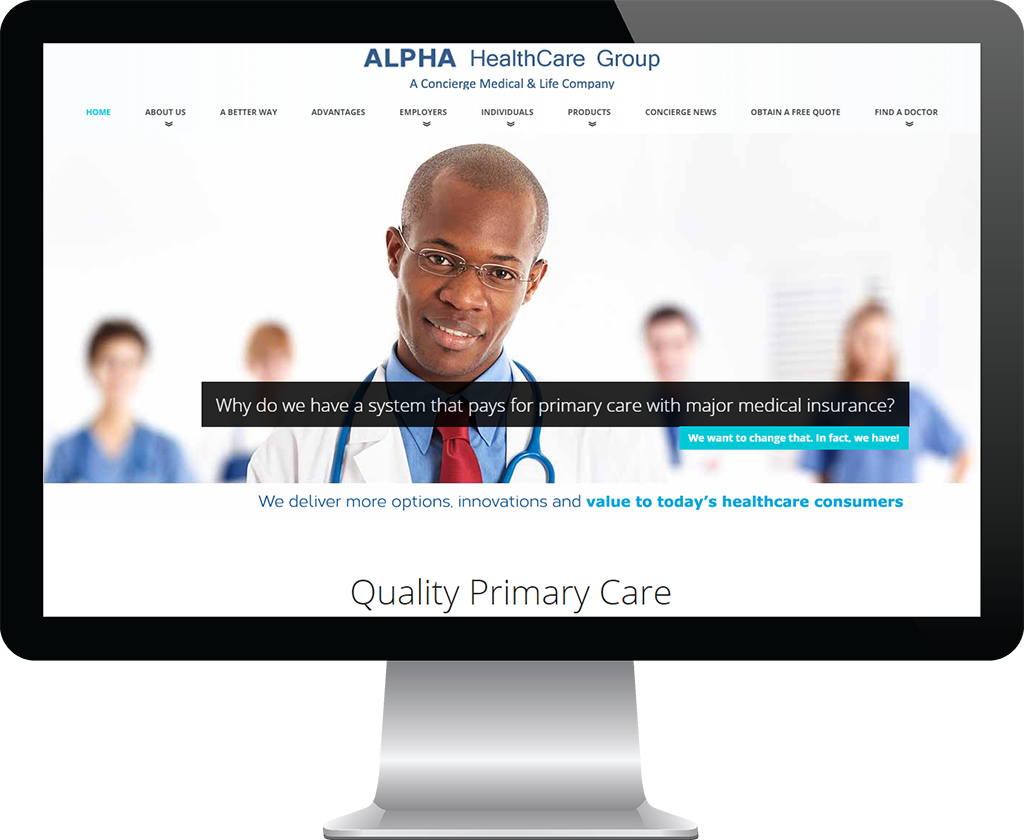 ALPHA HealthCare Group
A Concierge Medical & Life Company
HOME ABOUT US A BETTER WAY ADVANTAGES EMPLOYERS INDIVIDUALS PRODUCTS CONCIERGE NEWS OBTAIN A FREE QUOTE FIND A DOCTOR
Why do we have a system that pays for primary care with major medical insurance?
We want to change that. In fact, we have!
We deliver more options, innovations and value to today's healthcare consumers
Quality Primary Care